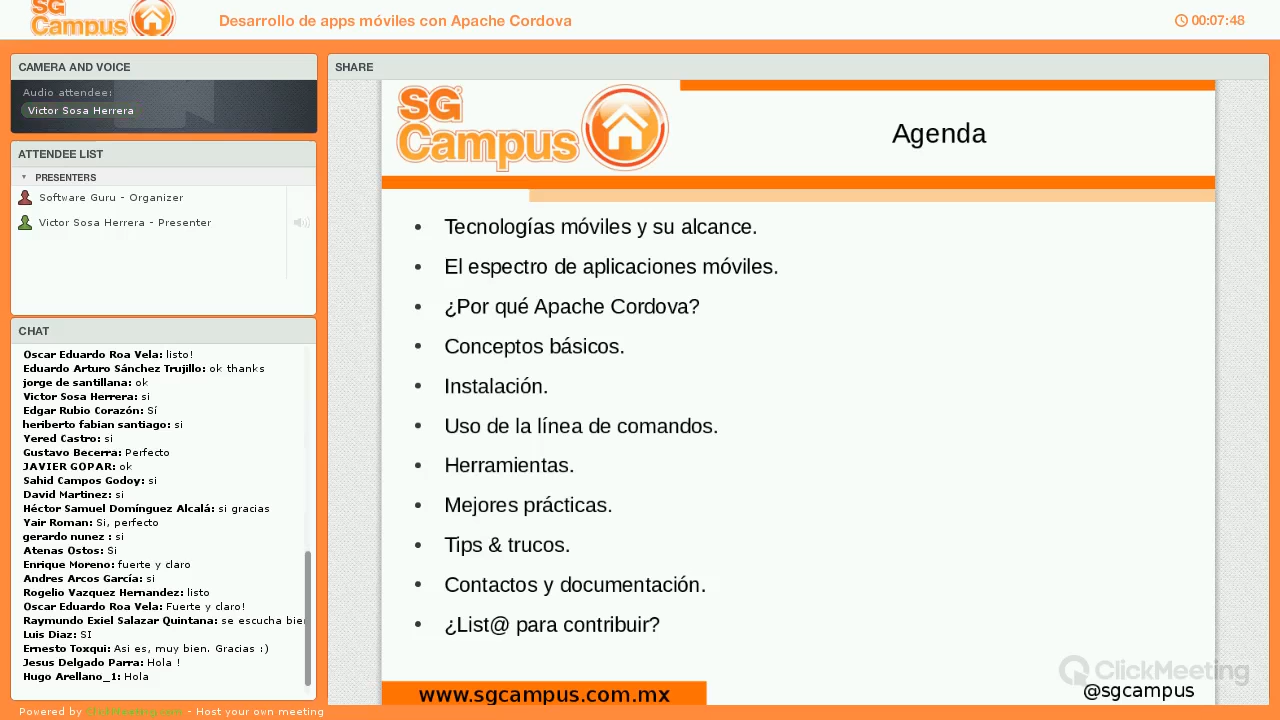 SG
Campus
Desarrollo de apps móviles con Apache Cordova
00:07:48
CAMERA AND VOICE
Audio attendee:
Victor Sosa Herrera
ATTENDEE LIST
PRESENTERS
Software Guru - Organizer
Victor Sosa Herrera - Presenter
CHAT
Oscar Eduardo Roa Vela: listo!
Eduardo Arturo Sánchez Trujillo: ok thanks
jorge de santillana: ok
Victor Sosa Herrera: si
Edgar Rubio Corazón: Sí
heriberto fabian santiago: si
Yered Castro: si
Gustavo Becerra: Perfecto
JAVIER GOPAR: ok
Sahid Campos Godoy: si
David Martinez: si
Héctor Samuel Domínguez Alcalá: si gracias
Yair Roman: Si, perfecto
gerardo nunez : si
Atenas Ostos: Si
Enrique Moreno: fuerte y claro
Andres Arcos García: si
Rogelio Vazquez Hernandez: listo
Oscar Eduardo Roa Vela: Fuerte y claro!
Raymundo Exiel Salazar Quintana: se escucha bien
Luis Diaz: SI
Ernesto Toxqui: Asi es, muy bien. Gracias :)
Jesus Delgado Parra: Hola !
Hugo Arellano_1: Hola
Powered by ClickMeeting.com - Host your own meeting
SHARE
SG
Campus
Agenda
• Tecnologías móviles y su alcance.
• El espectro de aplicaciones móviles.
• ¿Por qué Apache Cordova?
• Conceptos básicos.
• Instalación.
• Uso de la línea de comandos.
• Herramientas.
• Mejores prácticas.
• Tips & trucos.
• Contactos y documentación.
• ¿List@ para contribuir?
www.sgcampus.com.mx
ClickMeeting
@sgcampus